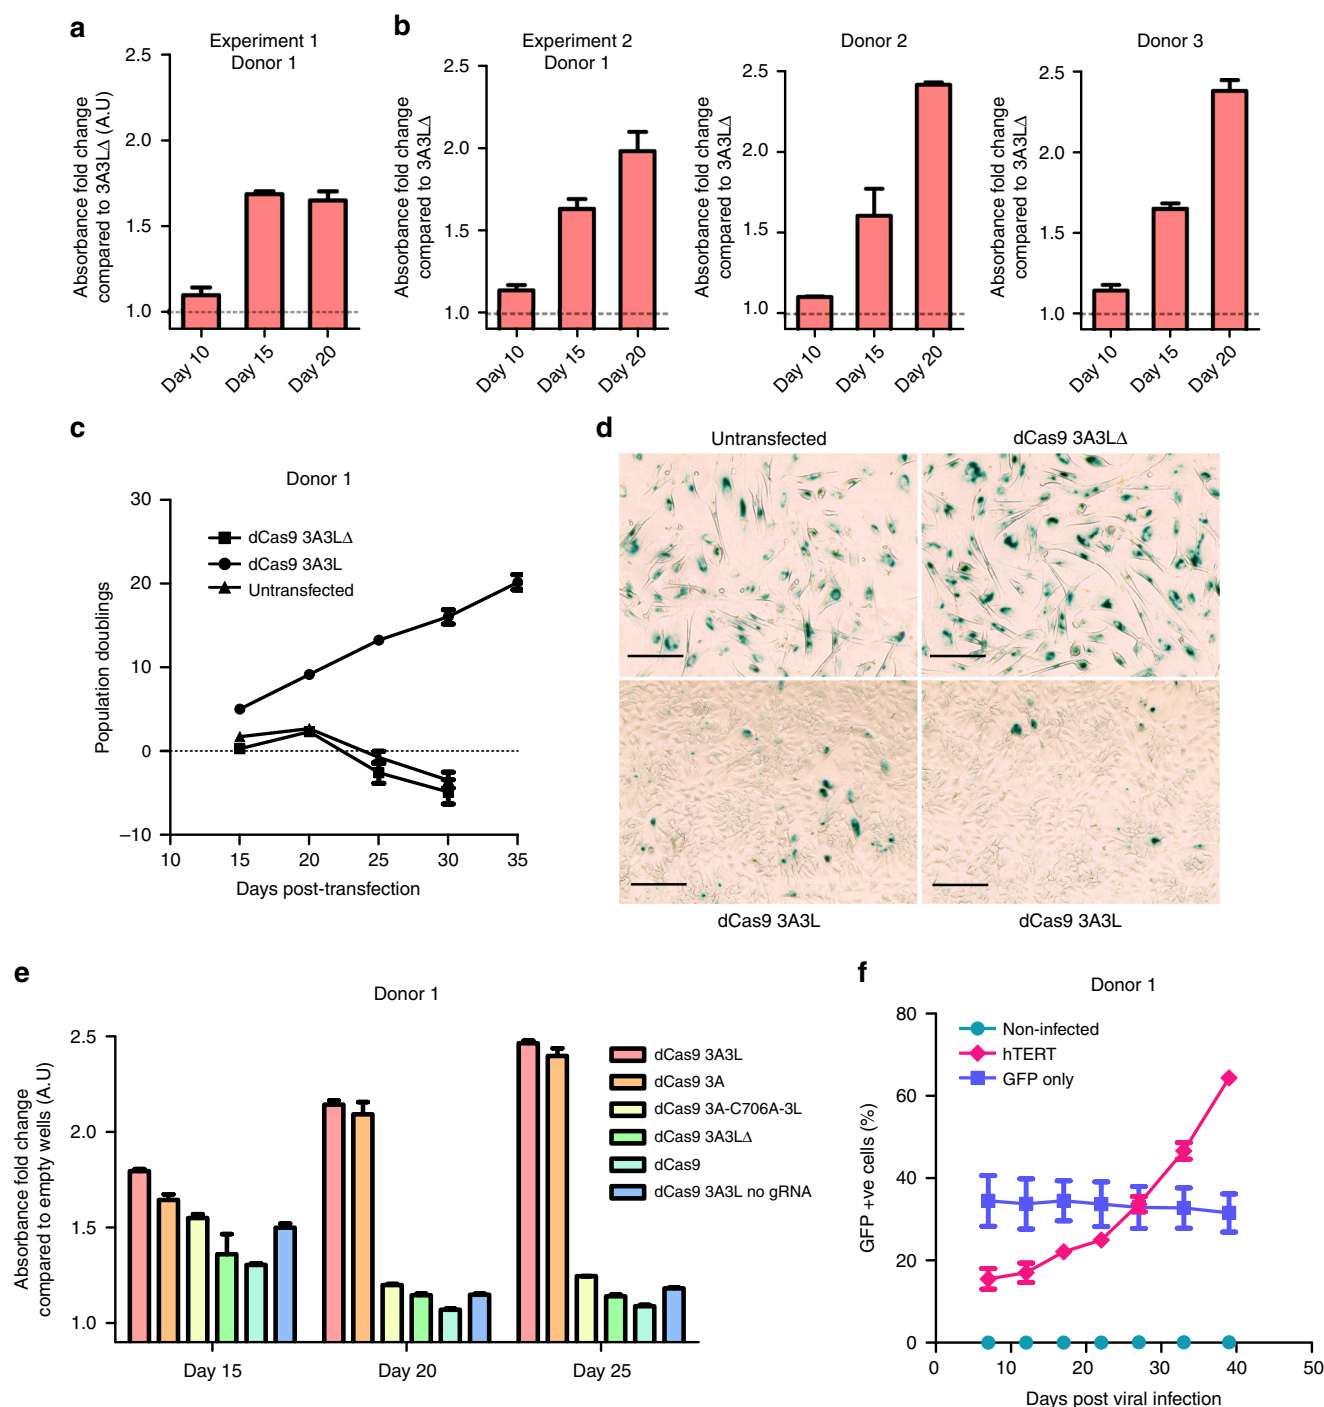 a
Experiment 1
Donor 1
Absorbance fold change
compared to 3A3LΔ (A.U)
2.5
2.0
1.5
1.0
Day 10
Day 15
Day 20
b
Experiment 2
Donor 1
Absorbance fold change
compared to 3A3LΔ
2.5
2.0
1.5
1.0
Day 10
Day 15
Day 20
Donor 2
Absorbance fold change
compared to 3A3LΔ
2.5
2.0
1.5
1.0
Day 10
Day 15
Day 20
Donor 3
Absorbance fold change
compared to 3A3LΔ
2.5
2.0
1.5
1.0
Day 10
Day 15
Day 20
c
Donor 1
Population doublings
30
20
10
0
–10
dCas9 3A3LΔ
dCas9 3A3L
Untransfected
10
15
20
25
30
35
Days post-transfection
d
Untransfected
dCas9 3A3LΔ
dCas9 3A3L
dCas9 3A3L
e
Donor 1
Absorbance fold change
compared to empty wells (A.U)
2.5
2.0
1.5
1.0
dCas9 3A3L
dCas9 3A
dCas9 3A-C706A-3L
dCas9 3A3LΔ
dCas9
dCas9 3A3L no gRNA
Day 15
Day 20
Day 25
f
Donor 1
GFP +ve cells (%)
80
60
40
20
0
Non-infected
hTERT
GFP only
0
10
20
30
40
50
Days post viral infection